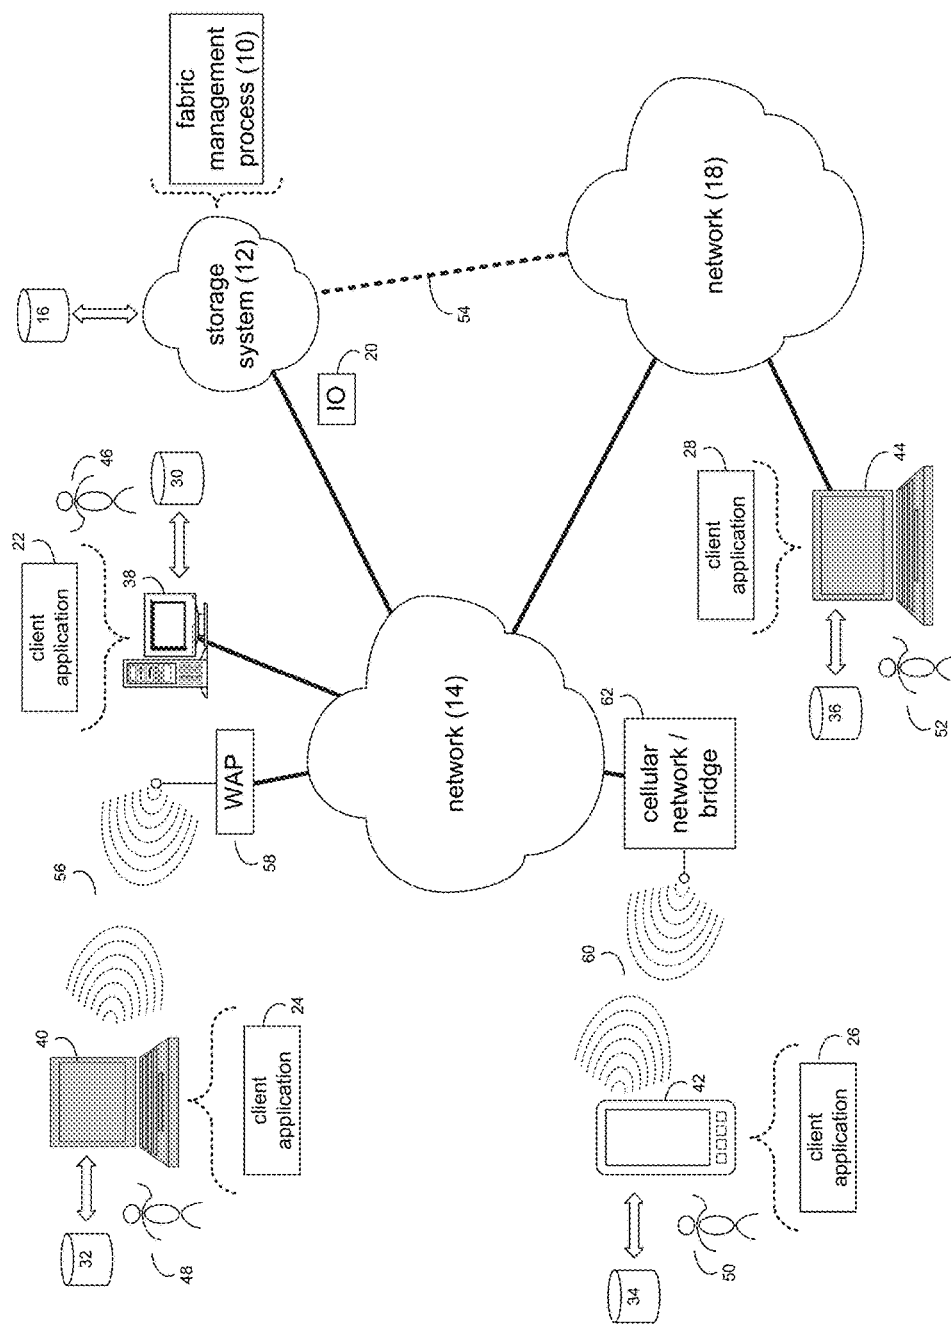 32
48
40
24
client
application
56
58
WAP
22
client
application
38
46
30
16
storage
system (12)
fabric
management
process (10)
IO
20
54
network (14)
network (18)
34
50
42
26
client
application
60
62
cellular
network /
bridge
36
52
28
client
application
44